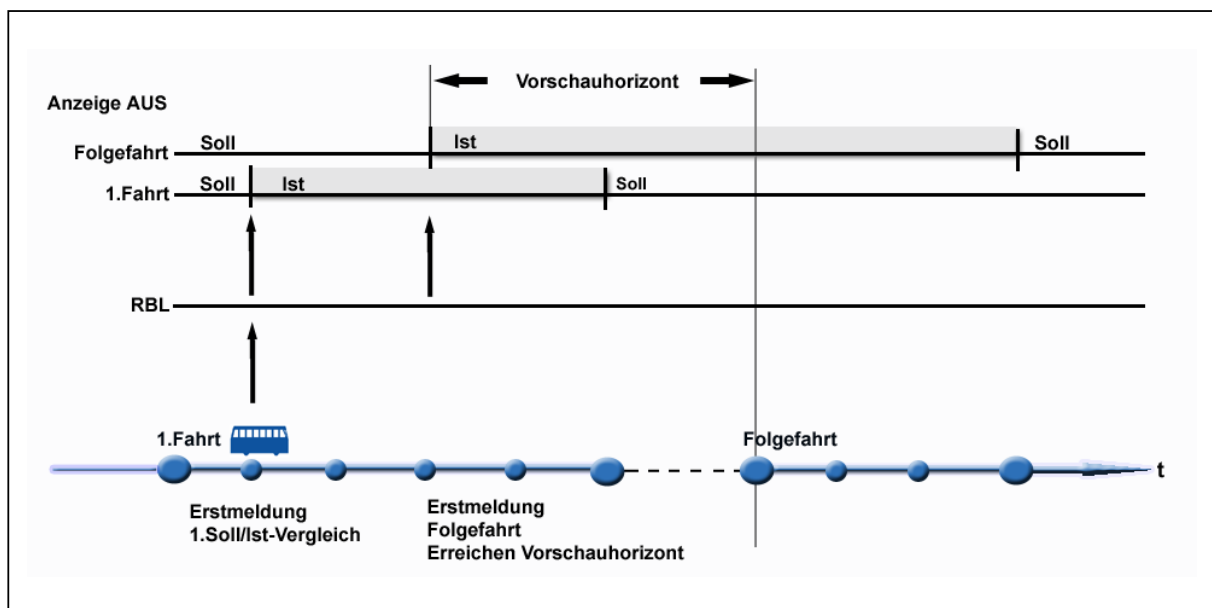 Vorschauhorizont
Anzeige AUS
Soll Ist Soll
Folgefahrt
Soll Ist Soll
1.Fahrt
RBL
1.Fahrt Folgefahrt
t
Erstmeldung
1.Soll/Ist-Vergleich
Erstmeldung
Folgefahrt
Erreichen Vorschauhorizont